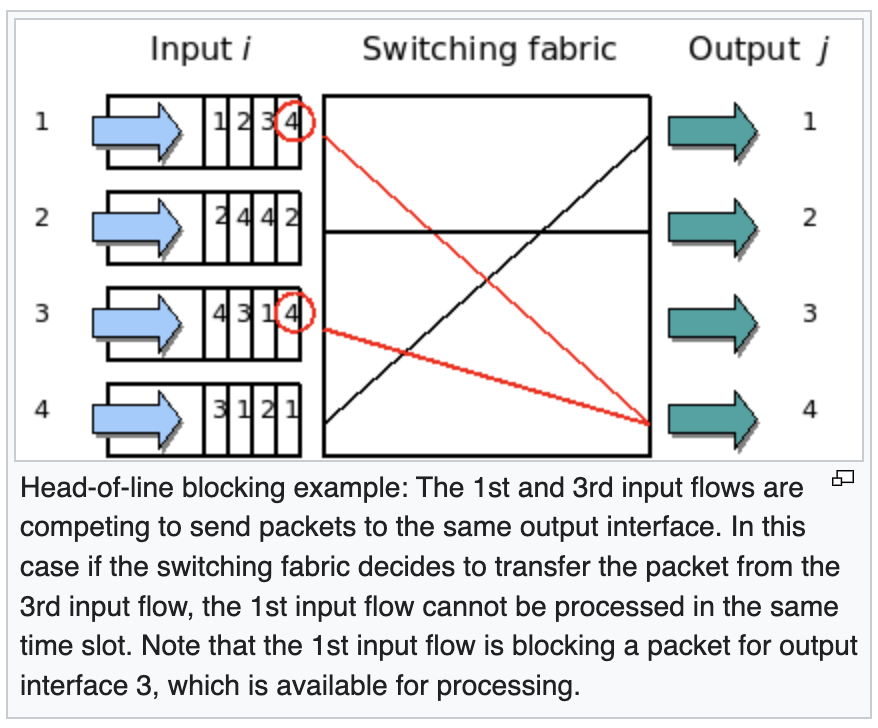 Input i Switching fabric Output j
1 1 2 3 4 1
2 2 4 4 2 2
3 4 3 1 4 3
4 3 1 2 1 4
Head-of-line blocking example: The 1st and 3rd input flows are
competing to send packets to the same output interface. In this
case if the switching fabric decides to transfer the packet from the
3rd input flow, the 1st input flow cannot be processed in the same
time slot. Note that the 1st input flow is blocking a packet for output
interface 3, which is available for processing.